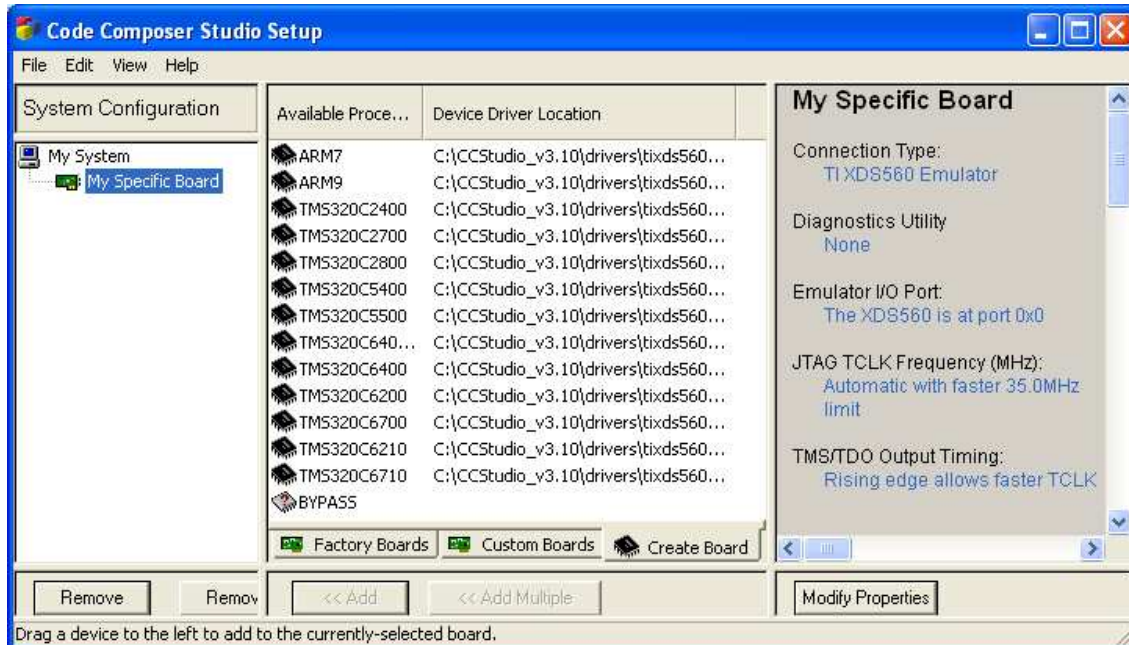 Code Composer Studio Setup
File Edit View Help
System Configuration
My System
My Specific Board
Available Proce... Device Driver Location
ARM7 C:\CCStudio_v3.10\drivers\tixds560...
ARM9 C:\CCStudio_v3.10\drivers\tixds560...
TMS320C2400 C:\CCStudio_v3.10\drivers\tixds560...
TMS320C2700 C:\CCStudio_v3.10\drivers\tixds560...
TMS320C2800 C:\CCStudio_v3.10\drivers\tixds560...
TMS320C5400 C:\CCStudio_v3.10\drivers\tixds560...
TMS320C5500 C:\CCStudio_v3.10\drivers\tixds560...
TMS320C640... C:\CCStudio_v3.10\drivers\tixds560...
TMS320C6400 C:\CCStudio_v3.10\drivers\tixds560...
TMS320C6200 C:\CCStudio_v3.10\drivers\tixds560...
TMS320C6700 C:\CCStudio_v3.10\drivers\tixds560...
TMS320C6210 C:\CCStudio_v3.10\drivers\tixds560...
TMS320C6710 C:\CCStudio_v3.10\drivers\tixds560...
BYPASS
Factory Boards Custom Boards Create Board
My Specific Board
Connection Type:
TI XDS560 Emulator
Diagnostics Utility
None
Emulator I/O Port:
The XDS560 is at port 0x0
JTAG TCLK Frequency (MHz):
Automatic with faster 35.0MHz
limit
TMS/TDO Output Timing:
Rising edge allows faster TCLK
Remove Remov << Add << Add Multiple Modify Properties
Drag a device to the left to add to the currently-selected board.